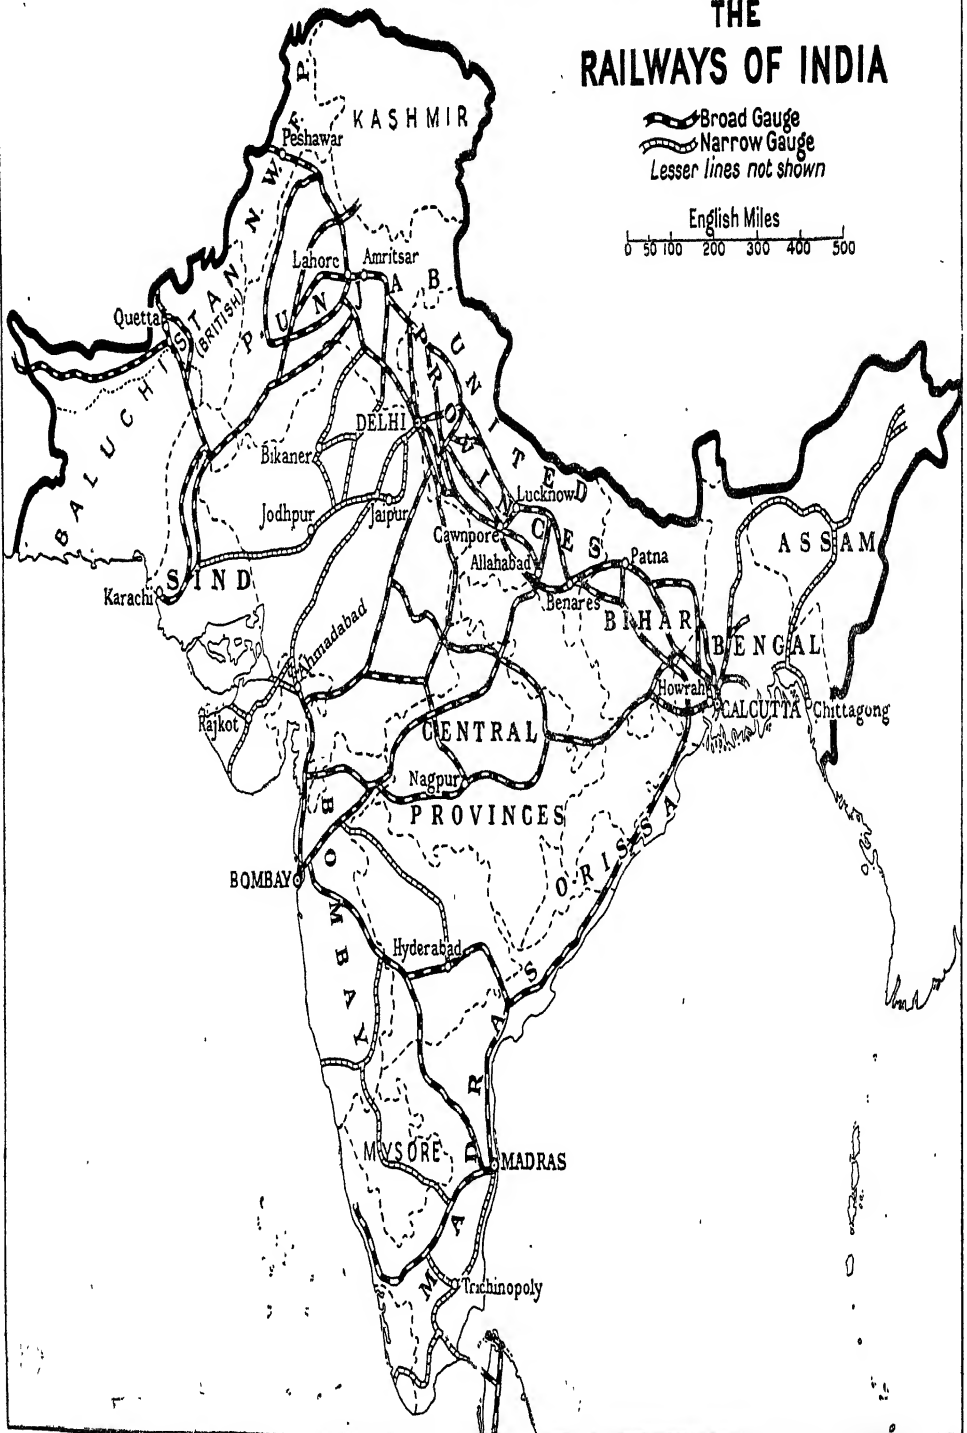 THE
RAILWAYS OF INDIA
Broad Gauge
Narrow Gauge
Lesser lines not shown
English Miles
0 50 100 200 300 400 500
KASHMIR
N.W.F.P.
Peshawar
Lahore
Amritsar
PUNJAB
Quetta
BALUCHISTAN
(BRITISH)
UNITED
PROVINCES
DELHI
Bikaner
Lucknow
Jodhpur
Jaipur
Cawnpore
Allahabad
Patna
ASSAM
SIND
Karachi
Benares
BIHAR
Ahmadabad
BENGAL
Howrah
CALCUTTA
Chittagong
Rajkot
CENTRAL
Nagpur
PROVINCES
ORISSA
BOMBAY
BOMBAY
Hyderabad
MADRAS
MYSORE
MADRAS
Trichinopoly